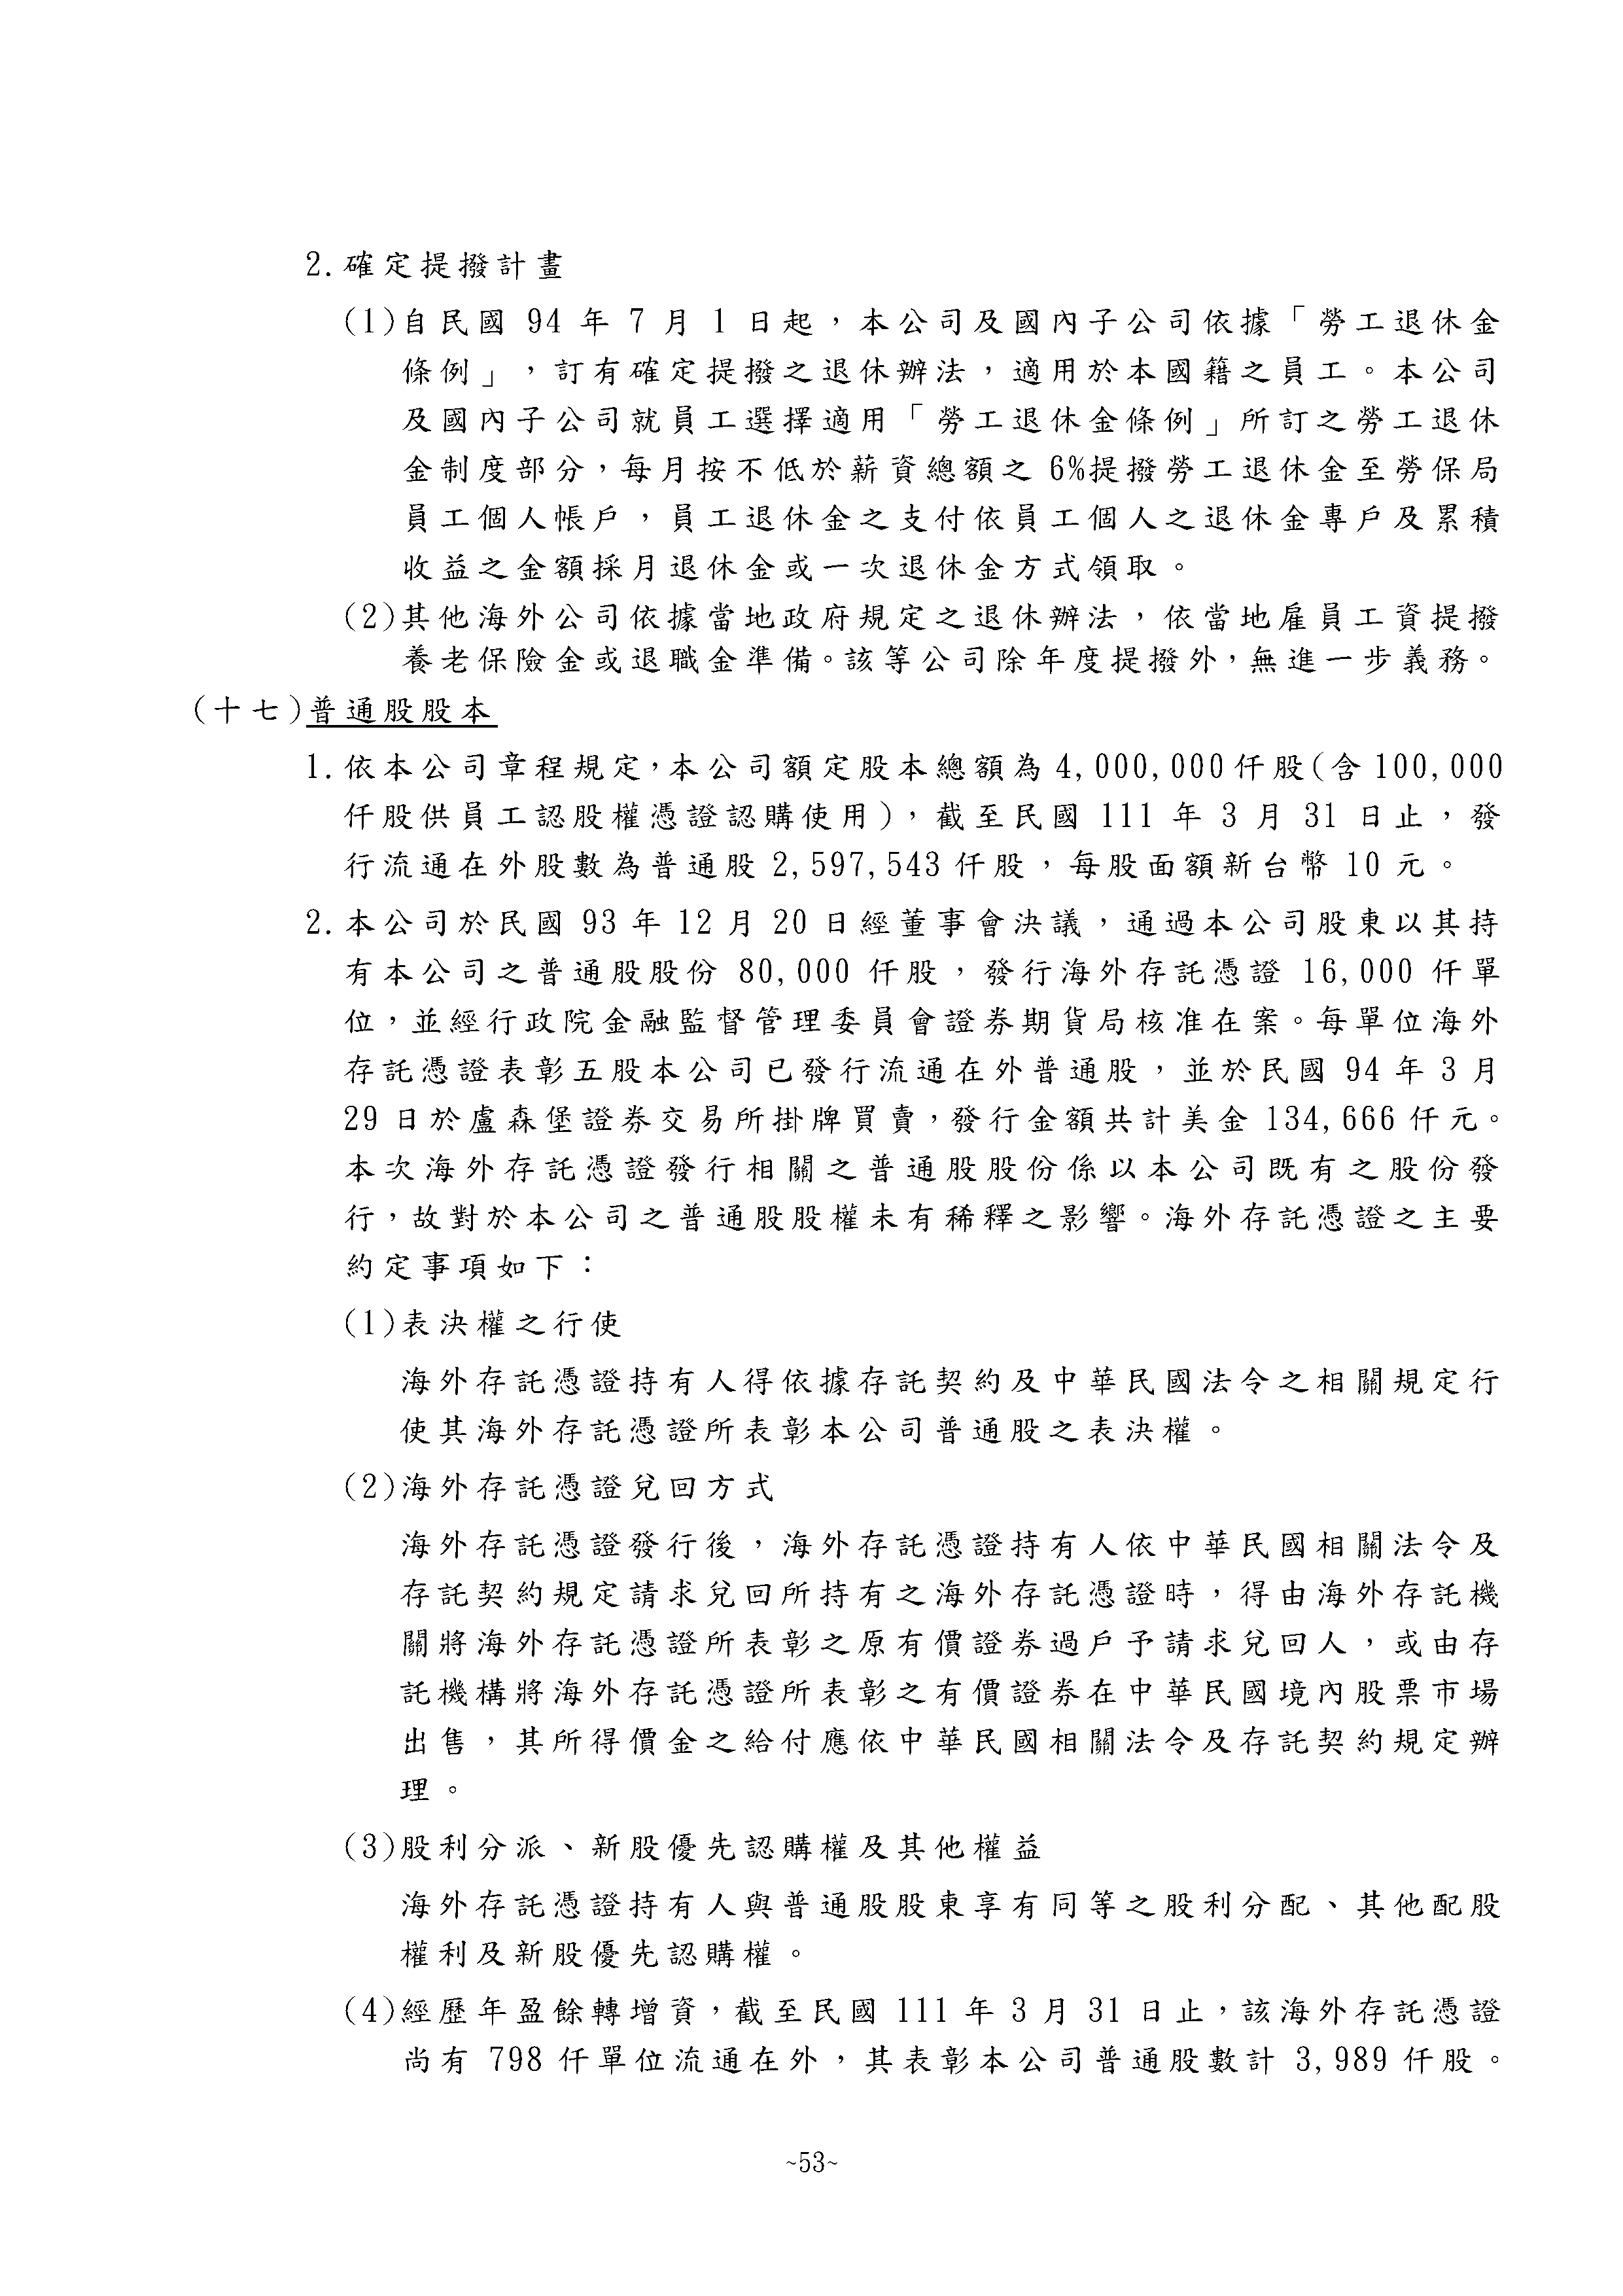 2.確定提撥計畫
(1)自民國 94 年 7 月 1 日起，本公司及國內子公司依據「勞工退休金
條例」，訂有確定提撥之退休辦法，適用於本國籍之員工。本公司
及國內子公司就員工選擇適用「勞工退休金條例」所訂之勞工退休
金制度部分，每月按不低於薪資總額之 6%提撥勞工退休金至勞保局
員工個人帳戶，員工退休金之支付依員工個人之退休金專戶及累積
收益之金額採月退休金或一次退休金方式領取。
(2)其他海外公司依據當地政府規定之退休辦法，依當地雇員工資提撥
養老保險金或退職金準備。該等公司除年度提撥外，無進一步義務。
(十七)普通股股本
1.依本公司章程規定，本公司額定股本總額為 4,000,000 仟股(含 100,000
仟股供員工認股權憑證認購使用)，截至民國 111 年 3 月 31 日止，發
行流通在外股數為普通股 2,597,543 仟股，每股面額新台幣 10 元。
2.本公司於民國 93 年 12 月 20 日經董事會決議，通過本公司股東以其持
有本公司之普通股股份 80,000 仟股，發行海外存託憑證 16,000 仟單
位，並經行政院金融監督管理委員會證券期貨局核准在案。每單位海外
存託憑證表彰五股本公司已發行流通在外普通股，並於民國 94 年 3 月
29 日於盧森堡證券交易所掛牌買賣，發行金額共計美金 134,666 仟元。
本次海外存託憑證發行相關之普通股股份係以本公司既有之股份發
行，故對於本公司之普通股股權未有稀釋之影響。海外存託憑證之主要
約定事項如下：
(1)表決權之行使
海外存託憑證持有人得依據存託契約及中華民國法令之相關規定行
使其海外存託憑證所表彰本公司普通股之表決權。
(2)海外存託憑證兌回方式
海外存託憑證發行後，海外存託憑證持有人依中華民國相關法令及
存託契約規定請求兌回所持有之海外存託憑證時，得由海外存託機
關將海外存託憑證所表彰之原有價證券過戶予請求兌回人，或由存
託機構將海外存託憑證所表彰之有價證券在中華民國境內股票市場
出售，其所得價金之給付應依中華民國相關法令及存託契約規定辦
理。
(3)股利分派、新股優先認購權及其他權益
海外存託憑證持有人與普通股股東享有同等之股利分配、其他配股
權利及新股優先認購權。
(4)經歷年盈餘轉增資，截至民國 111 年 3 月 31 日止，該海外存託憑證
尚有 798 仟單位流通在外，其表彰本公司普通股數計 3,989 仟股。
~53~